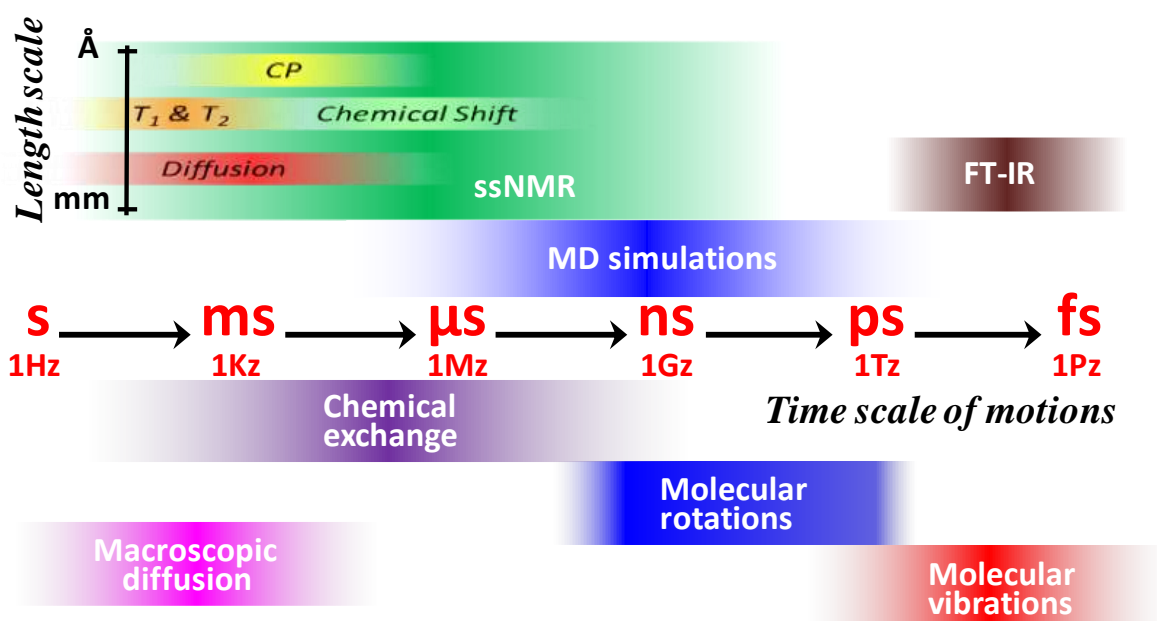 Length scale
Å
mm
CP
T1 & T2
Chemical Shift
Diffusion
ssNMR
FT-IR
MD simulations
s
ms
µs
ns
ps
fs
1Hz
1Kz
1Mz
1Gz
1Tz
1Pz
Chemical
exchange
Time scale of motions
Molecular
rotations
Macroscopic
diffusion
Molecular
vibrations